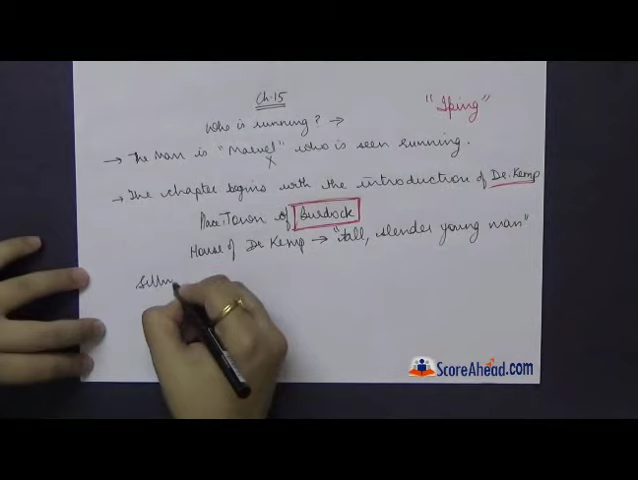 Ch.15
"Iping"
Who is running? →
→ The Man is "Marvel" who is seen running.
x
→ The chapter begins with the introduction of Dr. Kemp
Place: Town of Burdock
House of Dr Kemp → "tall, slender young man"
ScoreAhead.com